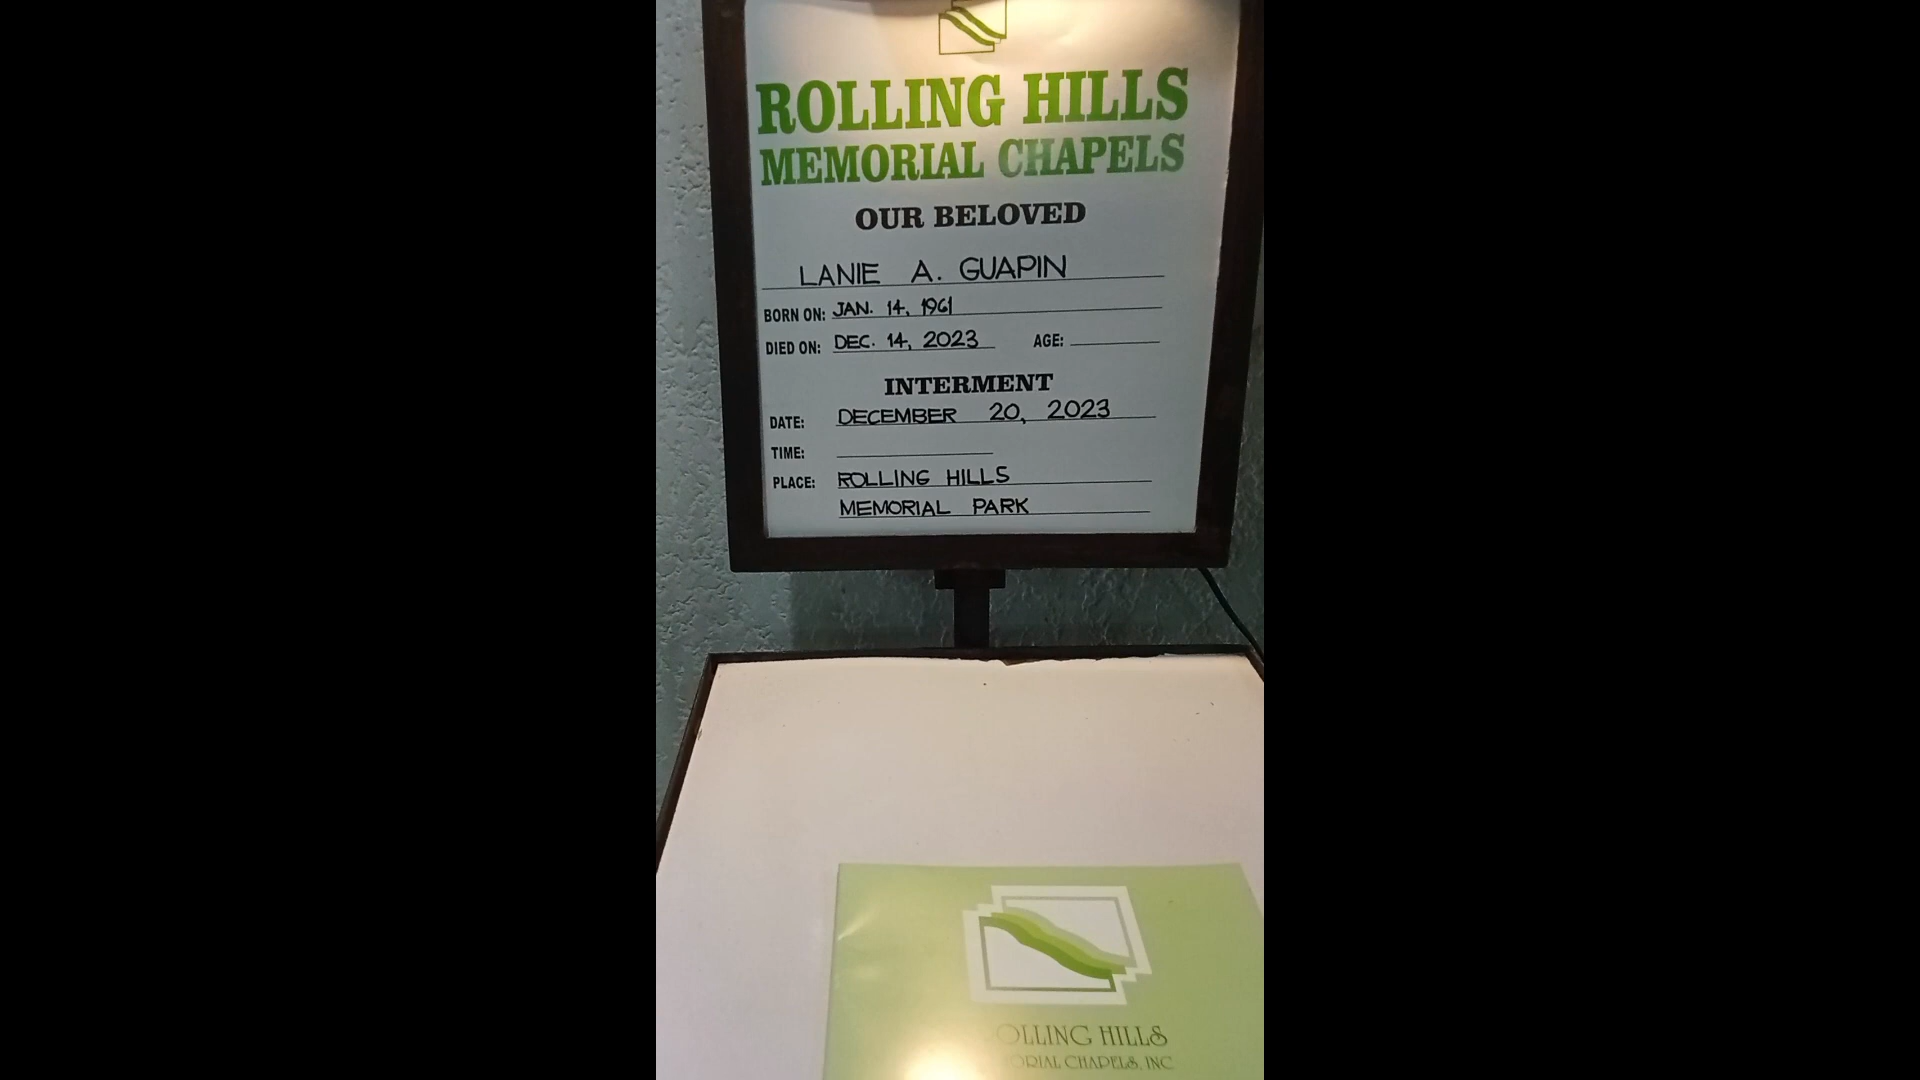 ROLLING HILLS
MEMORIAL CHAPELS
OUR BELOVED
LANIE A. GUAPIN
BORN ON: JAN. 14, 1961
DIED ON: DEC. 14, 2023 AGE:
INTERMENT
DATE: DECEMBER 20, 2023
TIME:
PLACE: ROLLING HILLS
MEMORIAL PARK
OLLING HILLS
ORIAL CHAPELS, INC